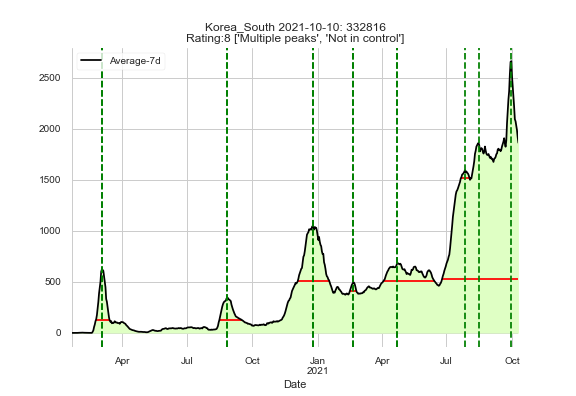 Korea_South 2021-10-10: 332816
Rating:8 ['Multiple peaks', 'Not in control']
Average-7d
2500
2000
1500
1000
500
0
Apr Jul Oct Jan Apr Jul Oct
2021
Date